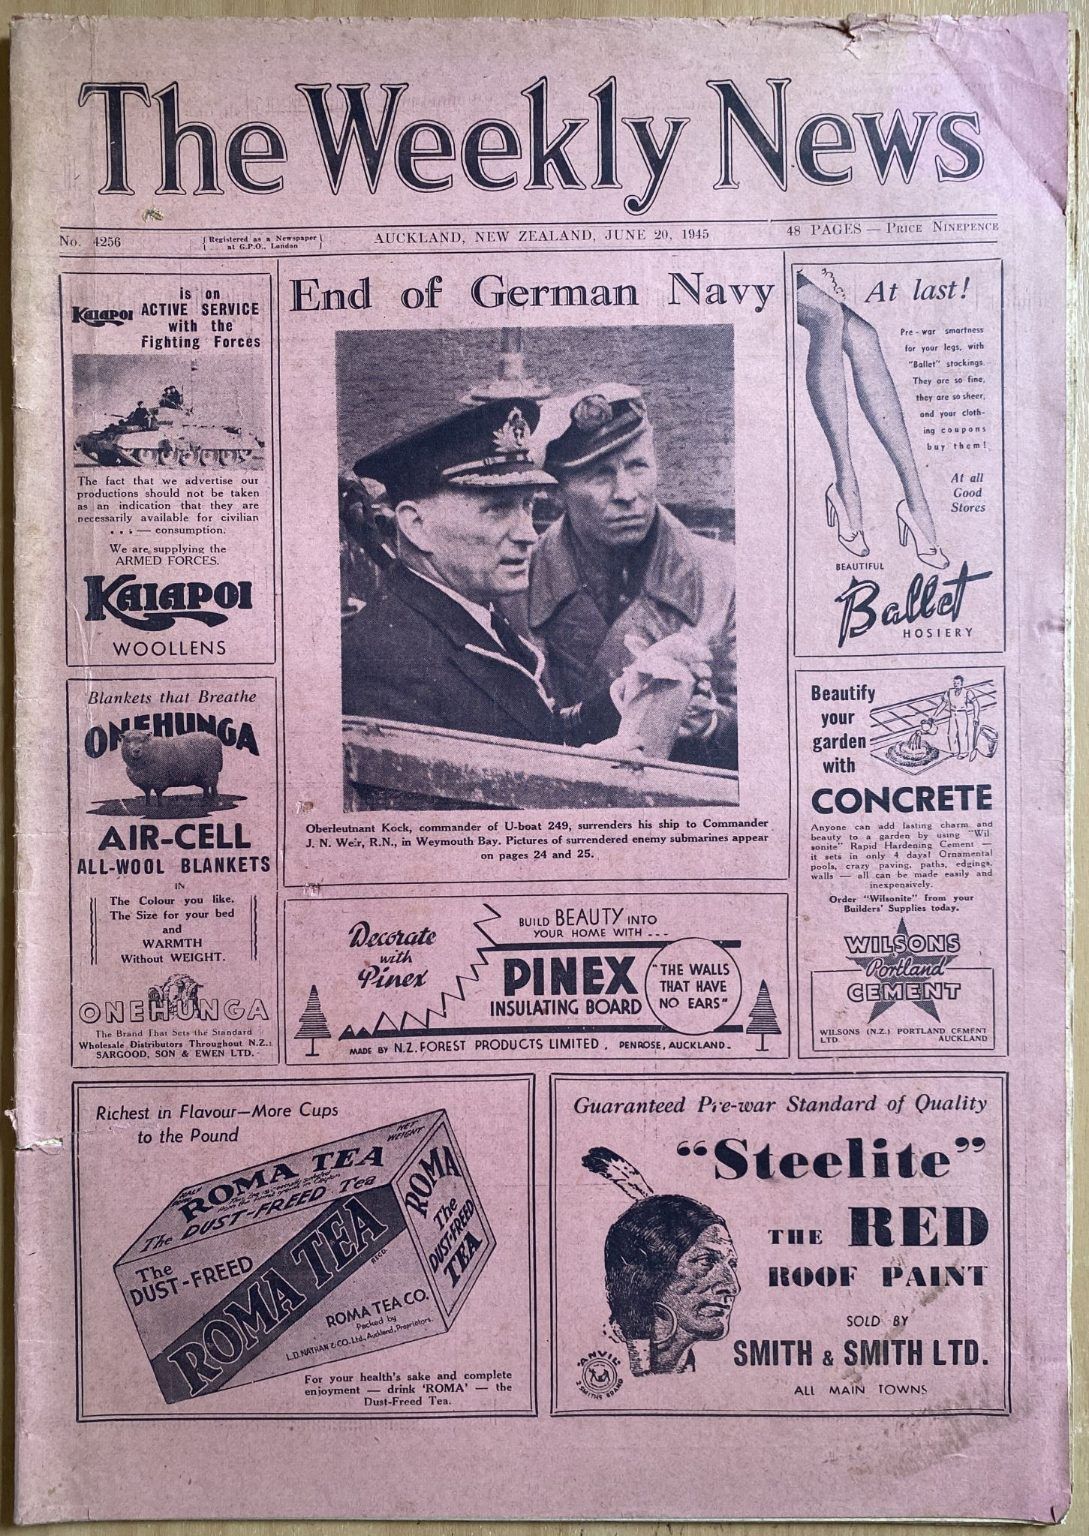 The Weekly News
No. 4256
Registered as a Newspaper
at G.P.O., London
AUCKLAND, NEW ZEALAND, JUNE 20, 1945
48 PAGES — PRICE NINEPENCE
KAIAPOI
is on
ACTIVE SERVICE
with the
Fighting Forces
The fact that we advertise our
productions should not be taken
as an indication that they are
necessarily available for civilian
. . . — consumption.
We are supplying the
ARMED FORCES.
KAIAPOI
WOOLLENS
Blankets that Breathe
ONEHUNGA
AIR-CELL
ALL-WOOL BLANKETS
IN
The Colour you like.
The Size for your bed
and
WARMTH
Without WEIGHT.
ONEHUNGA
The Brand That Sets the Standard
Wholesale Distributors Throughout N.Z.:
SARGOOD, SON & EWEN LTD.
End of German Navy
Oberleutnant Kock, commander of U-boat 249, surrenders his ship to Commander
J. N. Weir, R.N., in Weymouth Bay. Pictures of surrendered enemy submarines appear
on pages 24 and 25.
Decorate
with
Pinex
BUILD BEAUTY INTO
YOUR HOME WITH ---
PINEX
INSULATING BOARD
"THE WALLS
THAT HAVE
NO EARS"
MADE BY N.Z. FOREST PRODUCTS LIMITED, PENROSE, AUCKLAND.
At last!
Pre-war smartness
for your legs, with
"Ballet" stockings.
They are so fine,
they are so sheer,
and your cloth-
ing coupons
buy them!
At all
Good
Stores
BEAUTIFUL
Ballet
HOSIERY
Beautify
your
garden
with
CONCRETE
Anyone can add lasting charm and
beauty to a garden by using "Wil
sonite" Rapid Hardening Cement —
it sets in only 4 days! Ornamental
pools, crazy paving, paths, edgings,
walls — all can be made easily and
inexpensively.
Order "Wilsonite" from your
Builders' Supplies today.
WILSONS
Portland
CEMENT
WILSONS (N.Z.) PORTLAND CEMENT
LTD. AUCKLAND
Richest in Flavour—More Cups
to the Pound
NET
WEIGHT
ROMA TEA
The DUST-FREED Tea
The
DUST-FREED
ROMA TEA
REGD
ROMA TEA CO.
Packed by
L.D. NATHAN & CO. Ltd., Auckland, Proprietors.
ROMA
The
DUST-FREED
TEA
For your health's sake and complete
enjoyment — drink 'ROMA' — the
Dust-Freed Tea.
Guaranteed Pre-war Standard of Quality
"Steelite"
THE RED
ROOF PAINT
SOLD BY
SMITH & SMITH LTD.
ALL MAIN TOWNS
"ANVIL"
2 SMITHS BRAND